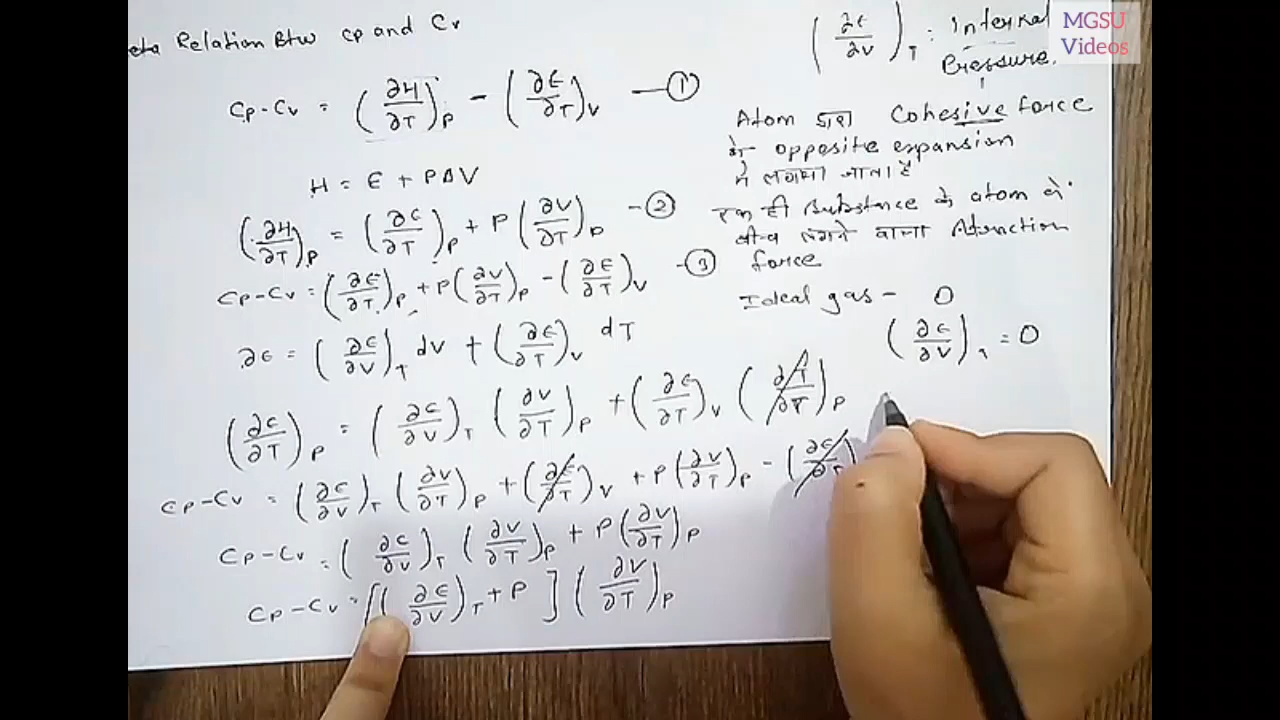 Relation Btw Cp and Cv
Cp-Cv = (∂H/∂T)P - (∂E/∂T)V —①
H = E + PΔV
(∂H/∂T)P = (∂E/∂T)P + P(∂V/∂T)P -②
Cp-Cv = (∂E/∂T)P + P(∂V/∂T)P - (∂E/∂T)V -③
∂E = (∂E/∂V)T dV + (∂E/∂T)V dT
(∂E/∂T)P = (∂E/∂V)T (∂V/∂T)P + (∂E/∂T)V (∂T/∂T)P
Cp-Cv = (∂E/∂V)T (∂V/∂T)P + (∂E/∂T)V + P(∂V/∂T)P - (∂E/∂T)
Cp-Cv = (∂E/∂V)T (∂V/∂T)P + P(∂V/∂T)P
Cp-Cv = [(∂E/∂V)T + P] (∂V/∂T)P
(∂E/∂V)T : Internal
Pressure.
Atom द्वारा Cohesive force
के opposite expansion
में लगाया जाता है
एक ही Substance के atom के
बीच लगने वाला Attraction
force
Ideal gas - 0
(∂E/∂V)T = 0
MGSU
Videos